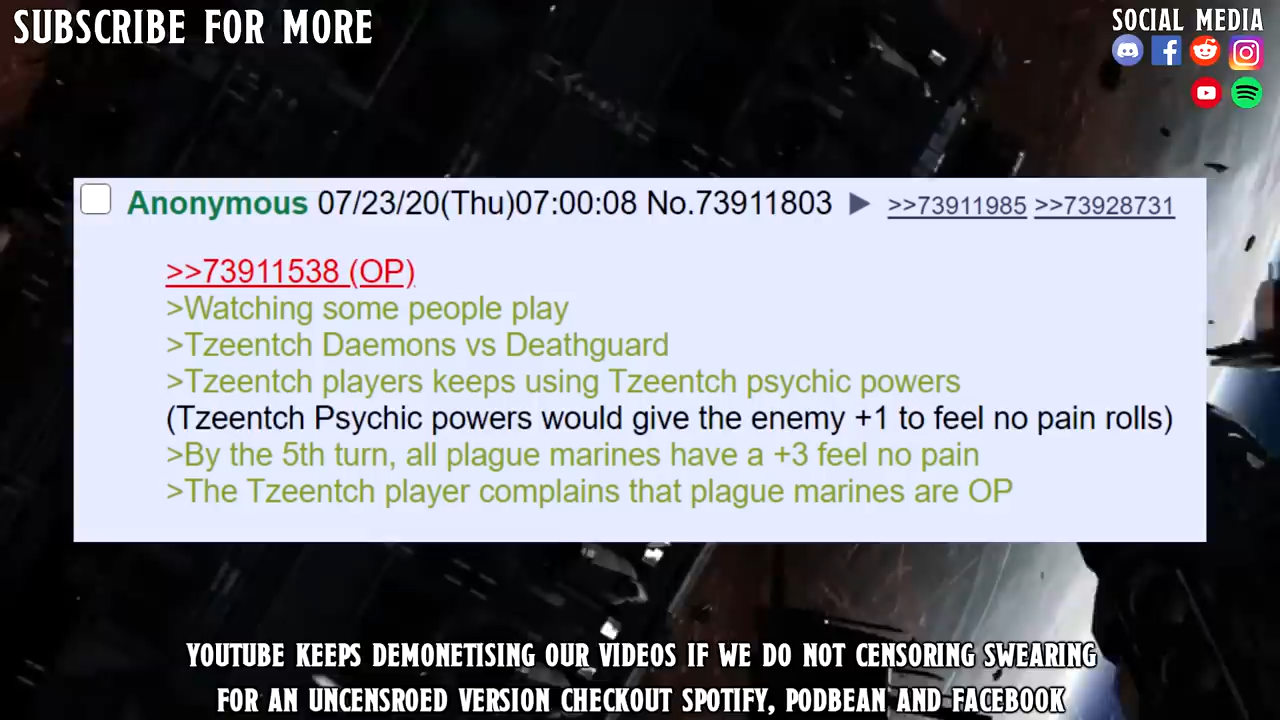 SUBSCRIBE FOR MORE
SOCIAL MEDIA
Anonymous 07/23/20(Thu)07:00:08 No.73911803 ▶ >>73911985 >>73928731
>>73911538 (OP)
>Watching some people play
>Tzeentch Daemons vs Deathguard
>Tzeentch players keeps using Tzeentch psychic powers
(Tzeentch Psychic powers would give the enemy +1 to feel no pain rolls)
>By the 5th turn, all plague marines have a +3 feel no pain
>The Tzeentch player complains that plague marines are OP
YOUTUBE KEEPS DEMONETISING OUR VIDEOS IF WE DO NOT CENSORING SWEARING
FOR AN UNCENSROED VERSION CHECKOUT SPOTIFY, PODBEAN AND FACEBOOK